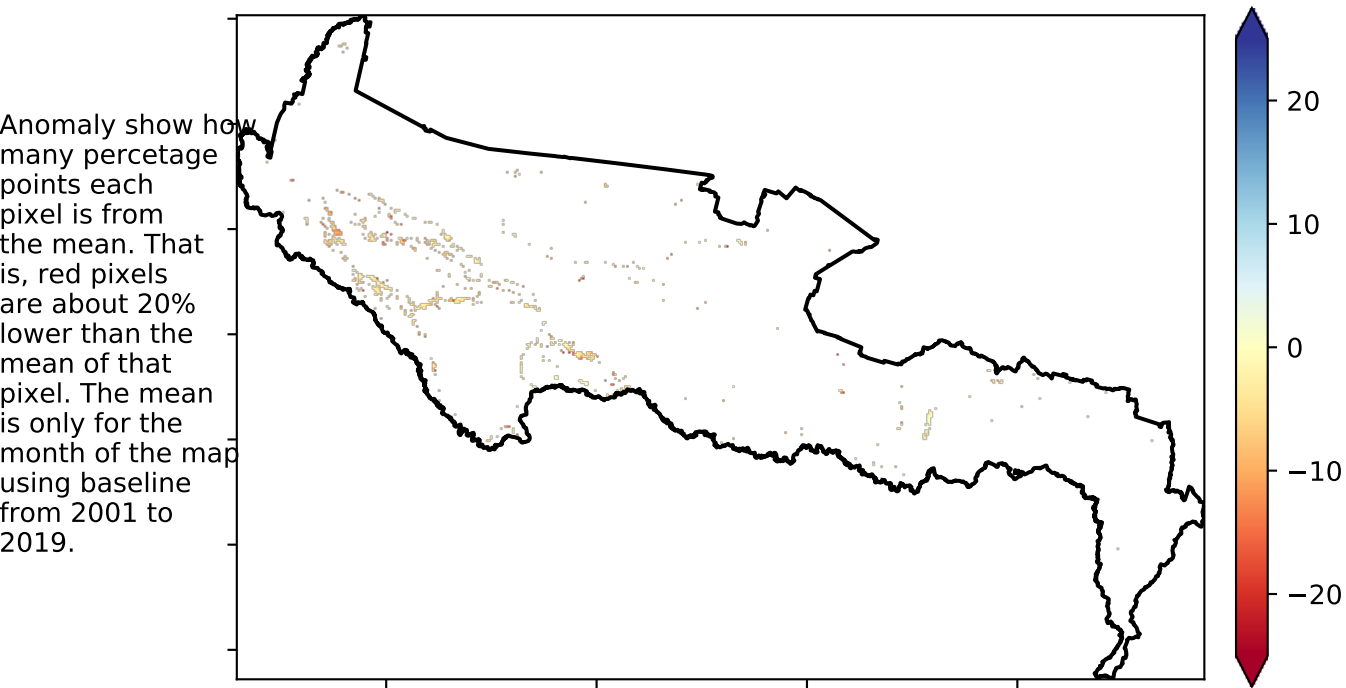 Anomaly show how
many percetage
points each
pixel is from
the mean. That
is, red pixels
are about 20%
lower than the
mean of that
pixel. The mean
is only for the
month of the map
using baseline
from 2001 to
2019.
20
10
0
−10
−20